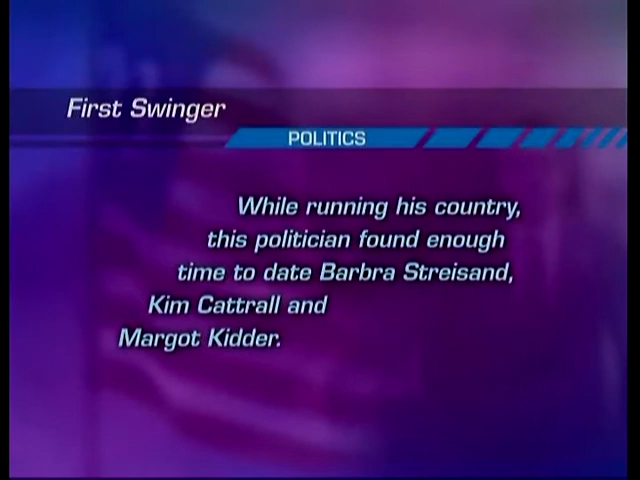 First Swinger
POLITICS
While running his country,
this politician found enough
time to date Barbra Streisand,
Kim Cattrall and
Margot Kidder.